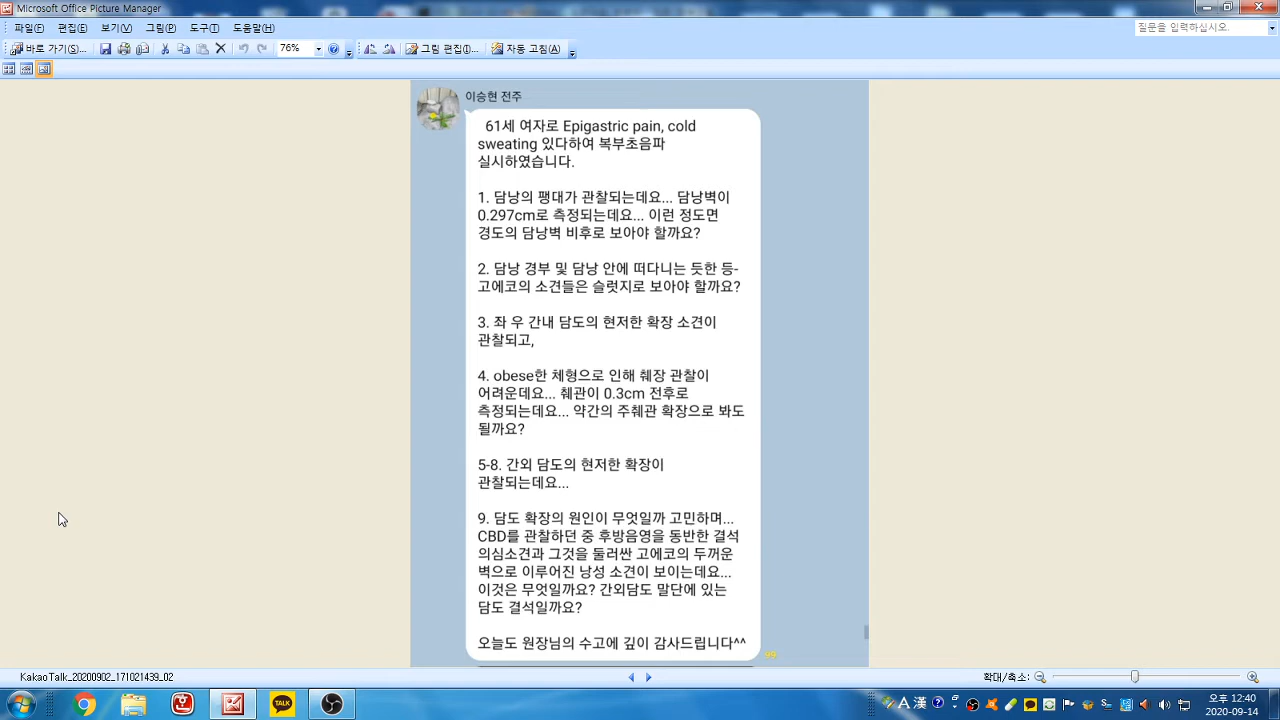 Microsoft Office Picture Manager
파일(F) 편집(E) 보기(V) 그림(P) 도구(T) 도움말(H)
질문을 입력하십시오.
바로 가기(S)... 76% 그림 편집(I)... 자동 고침(A)
이승현 전주
61세 여자로 Epigastric pain, cold
sweating 있다하여 복부초음파
실시하였습니다.
1. 담낭의 팽대가 관찰되는데요... 담낭벽이
0.297cm로 측정되는데요... 이런 정도면
경도의 담낭벽 비후로 보아야 할까요?
2. 담낭 경부 및 담낭 안에 떠다니는 듯한 등-
고에코의 소견들은 슬럿지로 보아야 할까요?
3. 좌 우 간내 담도의 현저한 확장 소견이
관찰되고,
4. obese한 체형으로 인해 췌장 관찰이
어려운데요... 췌관이 0.3cm 전후로
측정되는데요... 약간의 주췌관 확장으로 봐도
될까요?
5-8. 간외 담도의 현저한 확장이
관찰되는데요...
9. 담도 확장의 원인이 무엇일까 고민하며...
CBD를 관찰하던 중 후방음영을 동반한 결석
의심소견과 그것을 둘러싼 고에코의 두꺼운
벽으로 이루어진 낭성 소견이 보이는데요...
이것은 무엇일까요? 간외담도 말단에 있는
담도 결석일까요?
오늘도 원장님의 수고에 깊이 감사드립니다^^
99
KakaoTalk_20200902_171021439_02
확대/축소:
TALK
A 漢
오후 12:40
2020-09-14